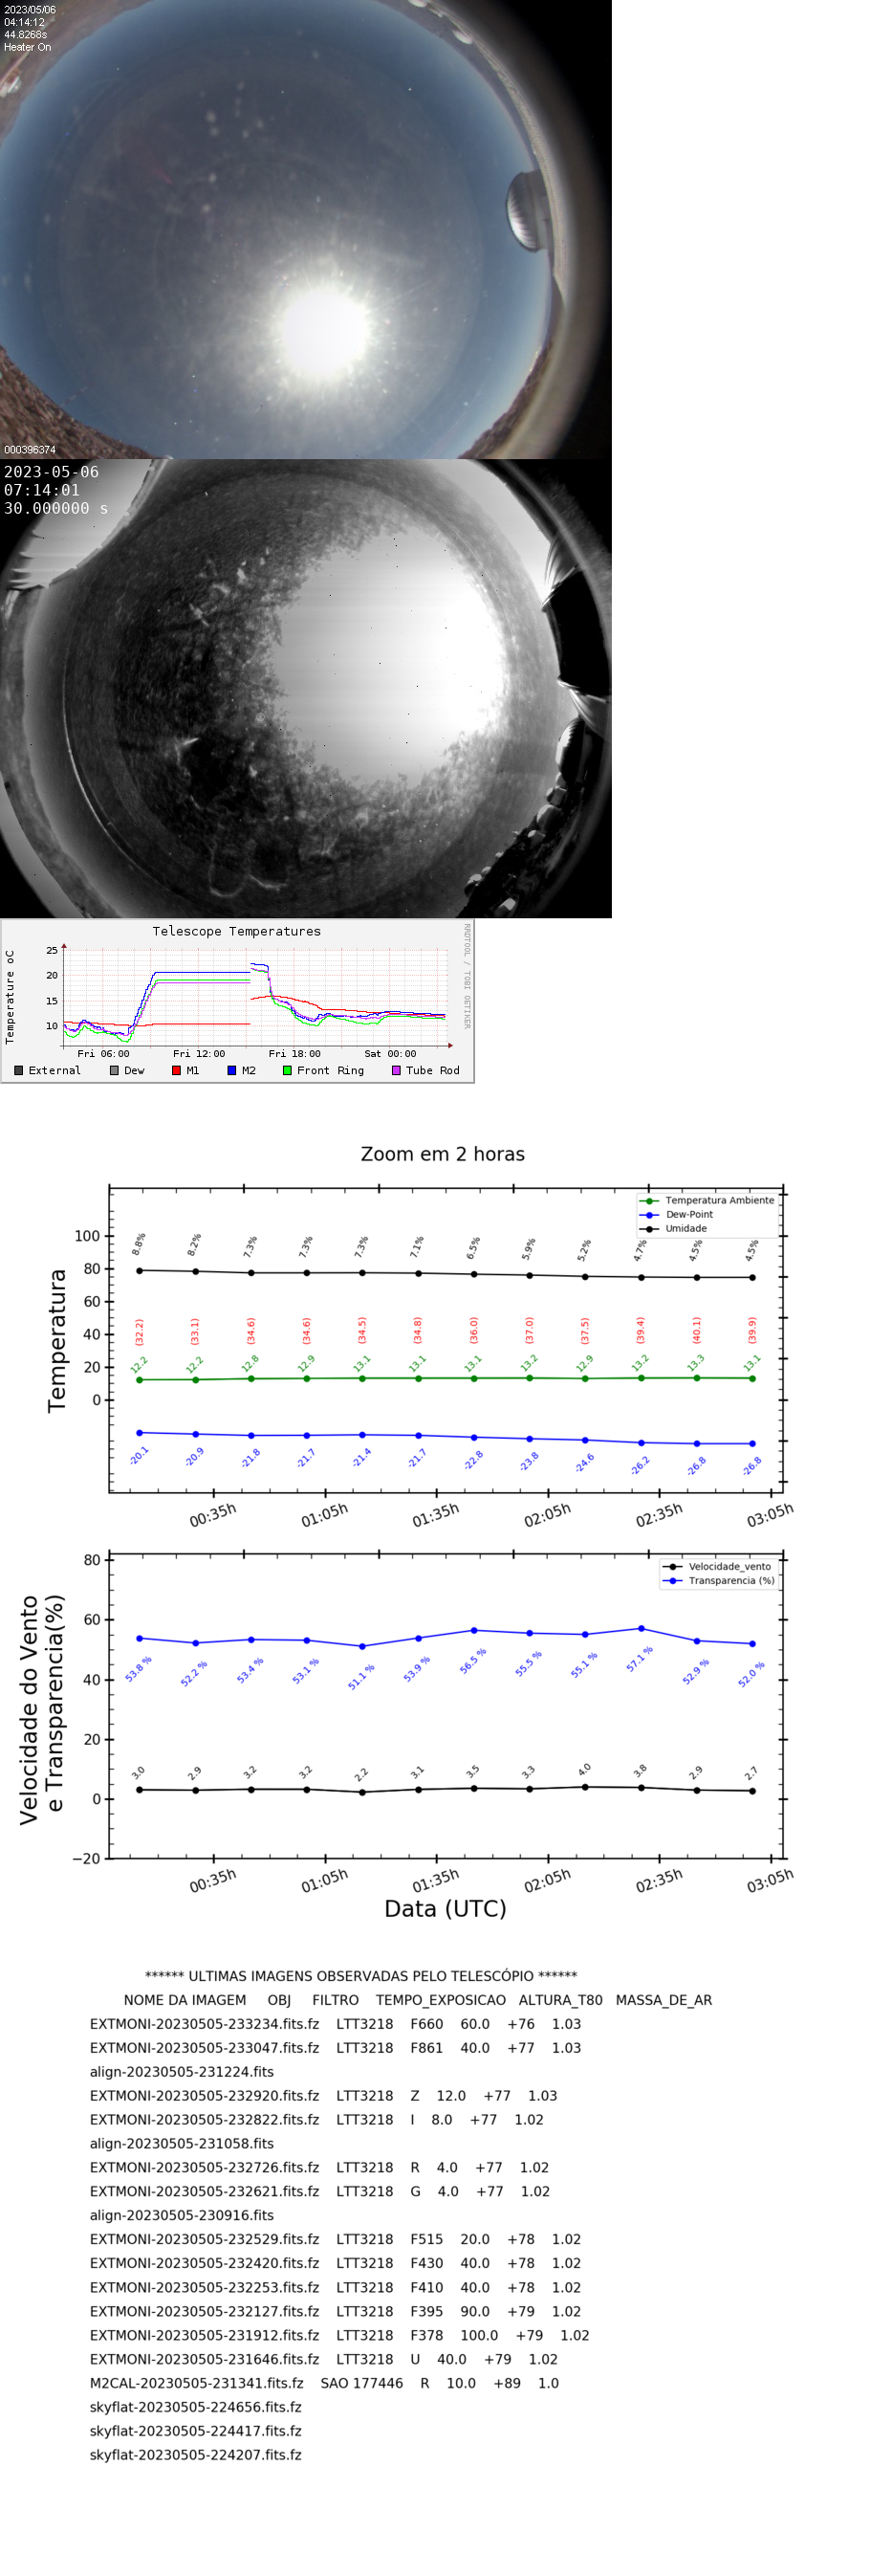 2023/05/06
04:14:12
44.8268s
Heater On
000396374
2023-05-06
07:14:01
30.000000 s
Telescope Temperatures
RRDTOOL / TOBI OETIKER
Temperature oC
25
20
15
10
Fri 06:00 Fri 12:00 Fri 18:00 Sat 00:00
External Dew M1 M2 Front Ring Tube Rod
Zoom em 2 horas
Temperatura Ambiente
Dew-Point
Umidade
Temperatura
100
80
60
40
20
0
8.8% 8.2% 7.3% 7.3% 7.3% 7.1% 6.5% 5.9% 5.2% 4.7% 4.5% 4.5%
(32.2) (33.1) (34.6) (34.6) (34.5) (34.8) (36.0) (37.0) (37.5) (39.4) (40.1) (39.9)
12.2 12.2 12.8 12.9 13.1 13.1 13.1 13.2 12.9 13.2 13.3 13.1
-20.1 -20.9 -21.8 -21.7 -21.4 -21.7 -22.8 -23.8 -24.6 -26.2 -26.8 -26.8
00:35h 01:05h 01:35h 02:05h 02:35h 03:05h
Velocidade_vento
Transparencia (%)
Velocidade do Vento
e Transparencia(%)
80
60
40
20
0
−20
53.8 % 52.2 % 53.4 % 53.1 % 51.1 % 53.9 % 56.5 % 55.5 % 55.1 % 57.1 % 52.9 % 52.0 %
3.0 2.9 3.2 3.2 2.2 3.1 3.5 3.3 4.0 3.8 2.9 2.7
00:35h 01:05h 01:35h 02:05h 02:35h 03:05h
Data (UTC)
****** ULTIMAS IMAGENS OBSERVADAS PELO TELESCÓPIO ******
NOME DA IMAGEM OBJ FILTRO TEMPO_EXPOSICAO ALTURA_T80 MASSA_DE_AR
EXTMONI-20230505-233234.fits.fz LTT3218 F660 60.0 +76 1.03
EXTMONI-20230505-233047.fits.fz LTT3218 F861 40.0 +77 1.03
align-20230505-231224.fits
EXTMONI-20230505-232920.fits.fz LTT3218 Z 12.0 +77 1.03
EXTMONI-20230505-232822.fits.fz LTT3218 I 8.0 +77 1.02
align-20230505-231058.fits
EXTMONI-20230505-232726.fits.fz LTT3218 R 4.0 +77 1.02
EXTMONI-20230505-232621.fits.fz LTT3218 G 4.0 +77 1.02
align-20230505-230916.fits
EXTMONI-20230505-232529.fits.fz LTT3218 F515 20.0 +78 1.02
EXTMONI-20230505-232420.fits.fz LTT3218 F430 40.0 +78 1.02
EXTMONI-20230505-232253.fits.fz LTT3218 F410 40.0 +78 1.02
EXTMONI-20230505-232127.fits.fz LTT3218 F395 90.0 +79 1.02
EXTMONI-20230505-231912.fits.fz LTT3218 F378 100.0 +79 1.02
EXTMONI-20230505-231646.fits.fz LTT3218 U 40.0 +79 1.02
M2CAL-20230505-231341.fits.fz SAO 177446 R 10.0 +89 1.0
skyflat-20230505-224656.fits.fz
skyflat-20230505-224417.fits.fz
skyflat-20230505-224207.fits.fz